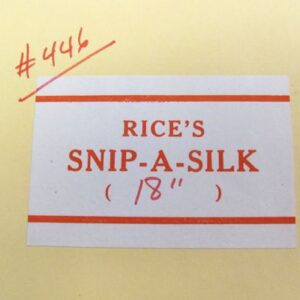 #446
RICE'S
SNIP-A-SILK
( 18" )